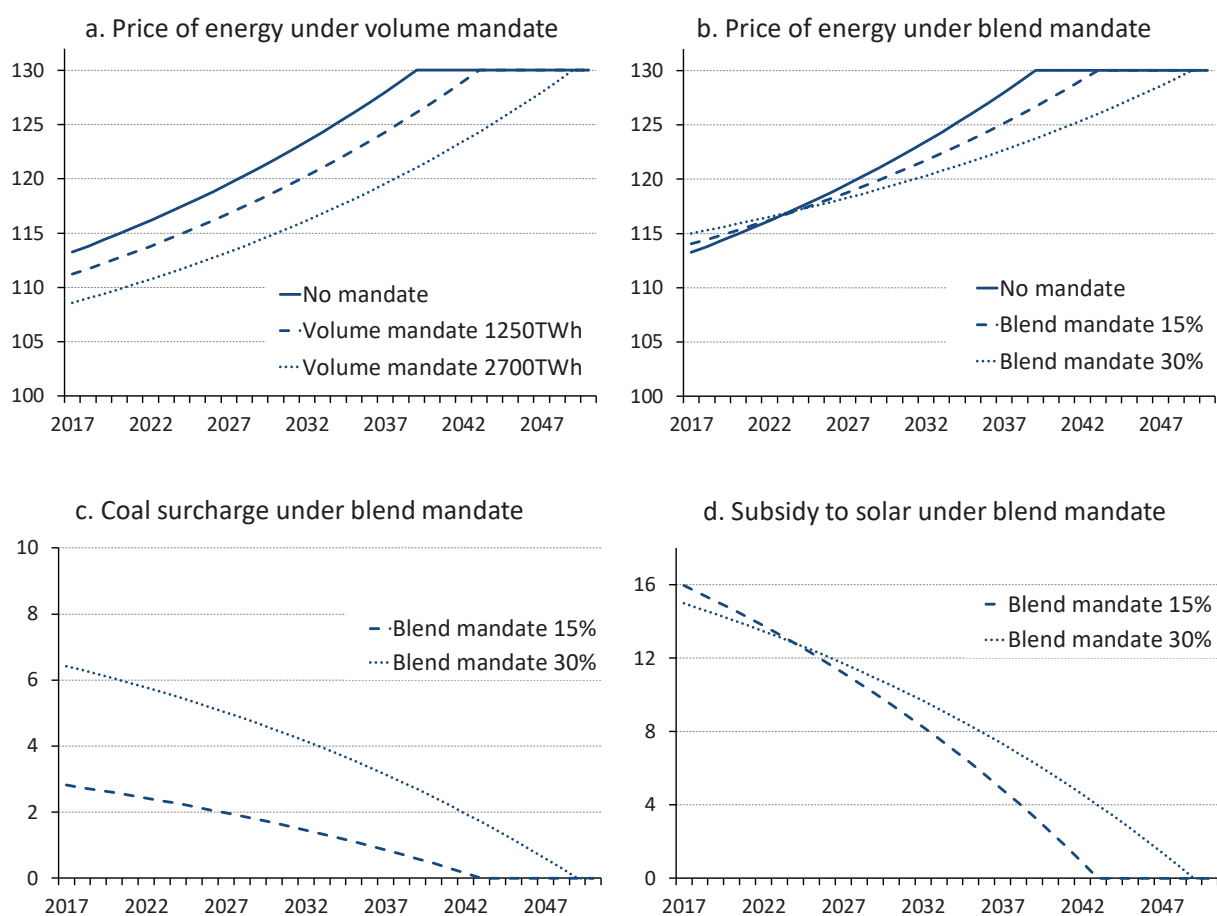 a. Price of energy under volume mandate
130
125
120
115
110
105
100
2017 2022 2027 2032 2037 2042 2047
No mandate
Volume mandate 1250TWh
Volume mandate 2700TWh
b. Price of energy under blend mandate
130
125
120
115
110
105
100
2017 2022 2027 2032 2037 2042 2047
No mandate
Blend mandate 15%
Blend mandate 30%
c. Coal surcharge under blend mandate
10
8
6
4
2
0
2017 2022 2027 2032 2037 2042 2047
Blend mandate 15%
Blend mandate 30%
d. Subsidy to solar under blend mandate
16
12
8
4
0
2017 2022 2027 2032 2037 2042 2047
Blend mandate 15%
Blend mandate 30%